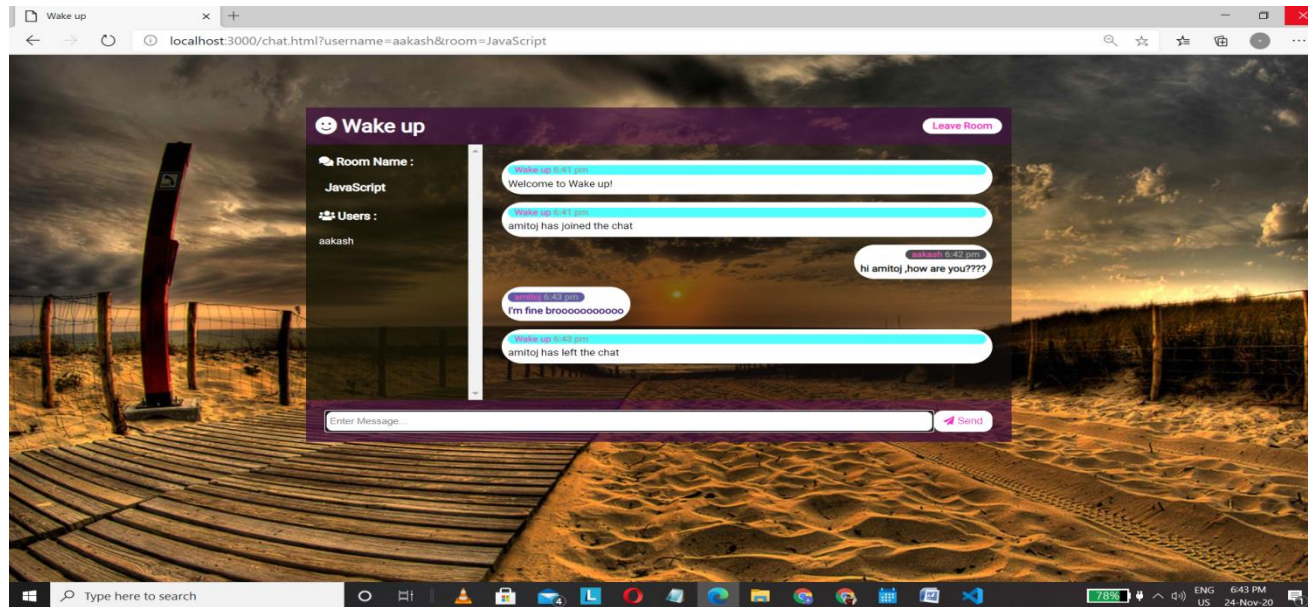 Wake up
localhost:3000/chat.html?username=aakash&room=JavaScript
Wake up
Leave Room
Room Name :
JavaScript
Users :
aakash
Wake up 6:41 pm
Welcome to Wake up!
Wake up 6:41 pm
amitoj has joined the chat
aakash 6:42 pm
hi amitoj ,how are you????
amitoj 6:43 pm
I'm fine brooooooooooo
Wake up 6:43 pm
amitoj has left the chat
Enter Message...
Send
Type here to search
4
L
78%
ENG
US
6:43 PM
24-Nov-20